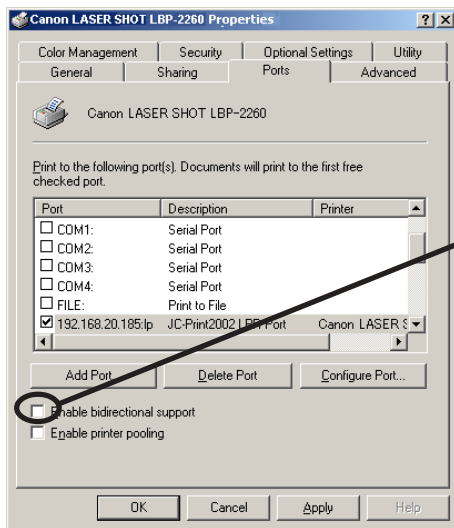 Canon LASER SHOT LBP-2260 Properties
Color Management Security Optional Settings Utility
General Sharing Ports Advanced
Canon LASER SHOT LBP-2260
Print to the following port(s). Documents will print to the first free
checked port.
Port Description Printer
COM1: Serial Port
COM2: Serial Port
COM3: Serial Port
COM4: Serial Port
FILE: Print to File
192.168.20.185:lp JC-Print2002 LPR Port Canon LASER S
Add Port... Delete Port Configure Port...
Enable bidirectional support
Enable printer pooling
OK Cancel Apply Help